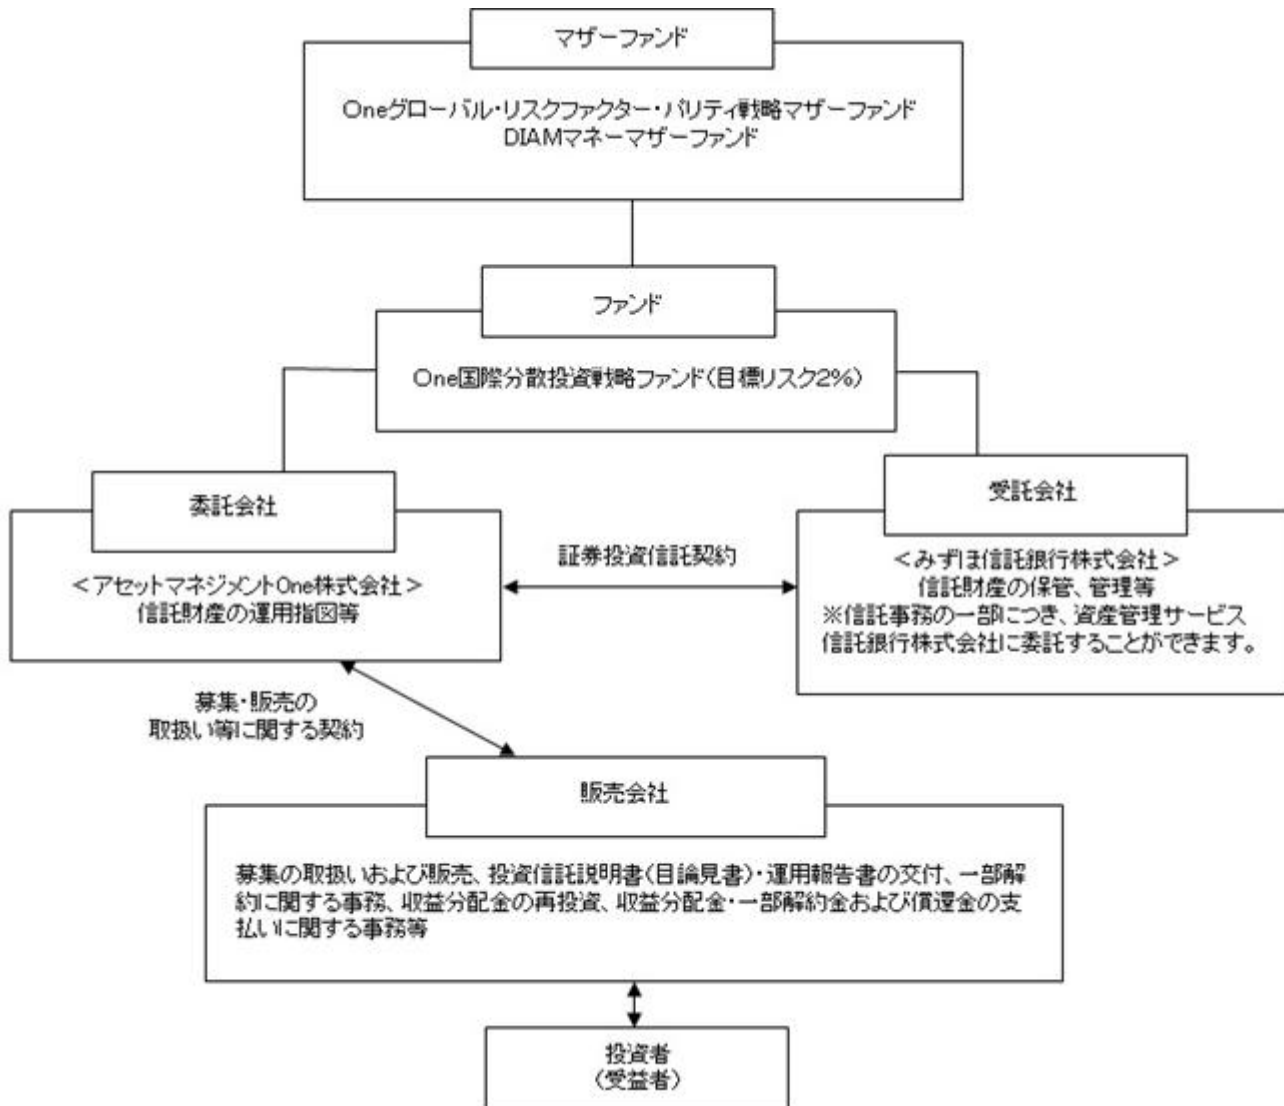 マザーファンド
Oneグローバル・リスクファクター・パリティ戦略マザーファンド
DIAMマネーマザーファンド
ファンド
One国際分散投資戦略ファンド(目標リスク2%)
委託会社
<アセットマネジメントOne株式会社>
信託財産の運用指図等
証券投資信託契約
受託会社
<みずほ信託銀行株式会社>
信託財産の保管、管理等
※信託事務の一部につき、資産管理サービス
信託銀行株式会社に委託することができます。
募集・販売の
取扱い等に関する契約
販売会社
募集の取扱いおよび販売、投資信託説明書(目論見書)・運用報告書の交付、一部解
約に関する事務、収益分配金の再投資、収益分配金・一部解約金および償還金の支
払いに関する事務等
投資者
(受益者)